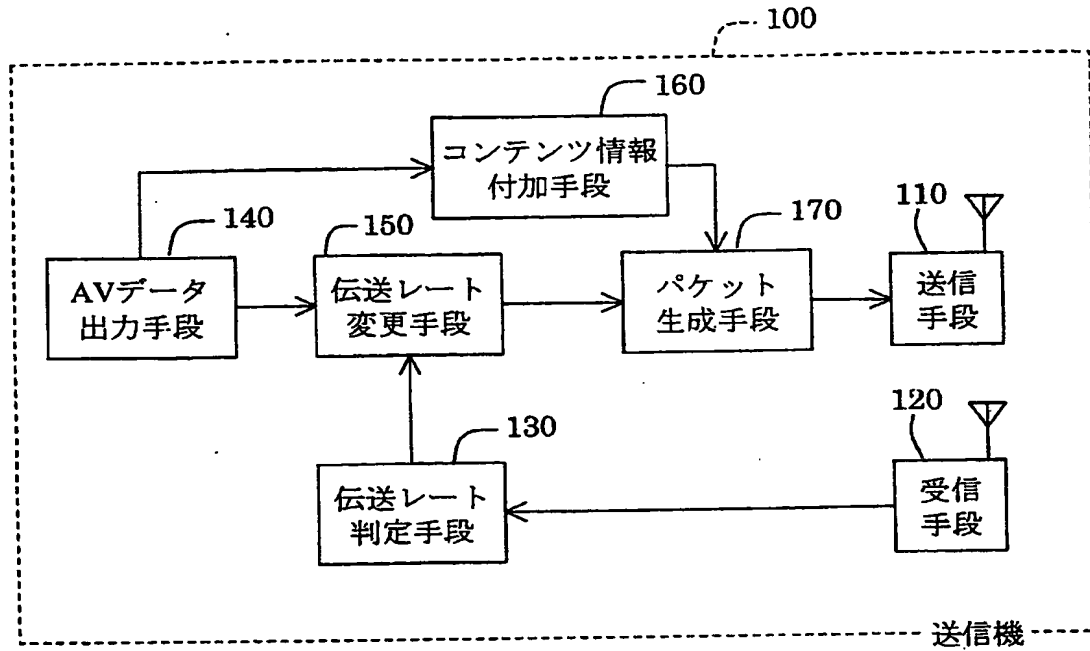 100
160
コンテンツ情報
付加手段
140
150
170
110
AVデータ
出力手段
伝送レート
変更手段
パケット
生成手段
送信
手段
130
120
伝送レート
判定手段
受信
手段
送信機